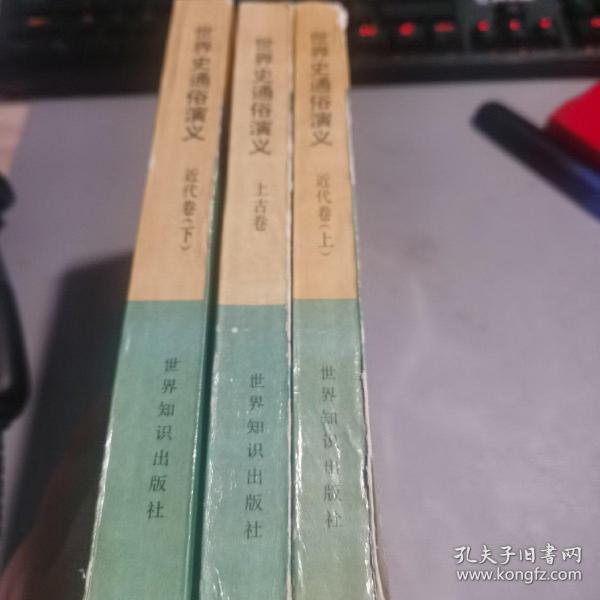 世界史通俗演义 近代卷(下)
世界知识出版社
世界史通俗演义 上古卷
世界知识出版社
世界史通俗演义 近代卷(上)
世界知识出版社
孔夫子旧书网
www.kongfz.com